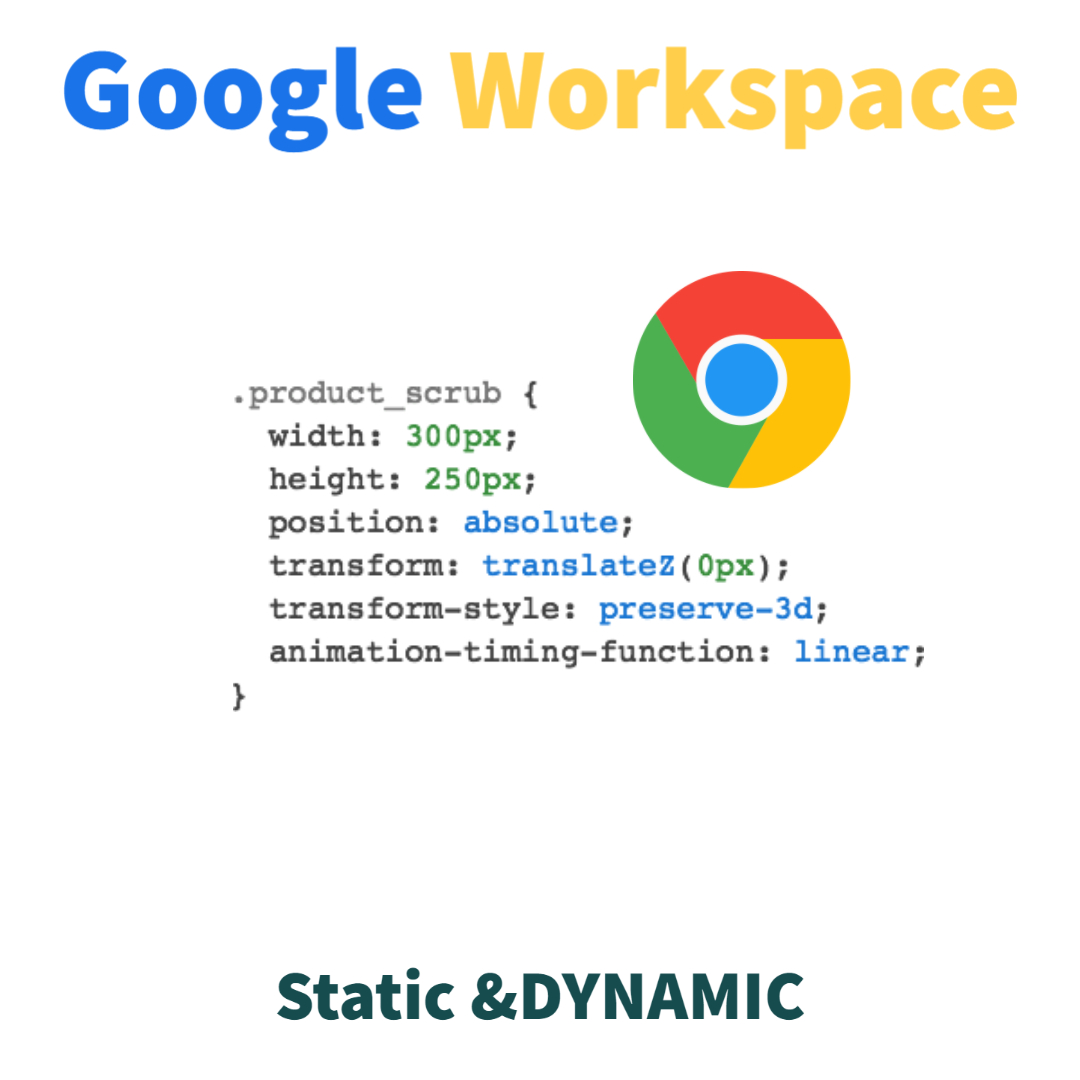 Google Workspace
.product_scrub {
  width: 300px;
  height: 250px;
  position: absolute;
  transform: translateZ(0px);
  transform-style: preserve-3d;
  animation-timing-function: linear;
}
Static &DYNAMIC